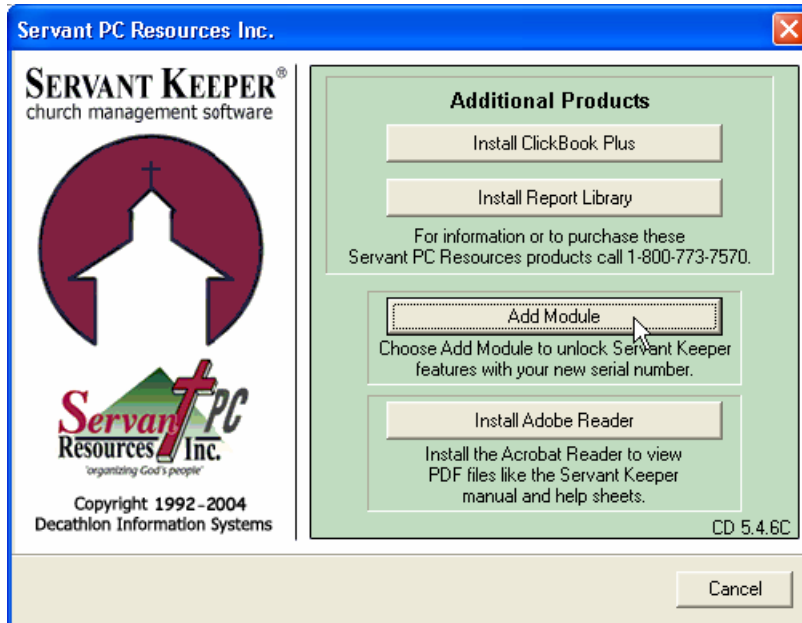 Servant PC Resources Inc.
SERVANT KEEPER®
church management software
Servant PC
Resources Inc.
"organizing God's people"
Copyright 1992-2004
Decathlon Information Systems
Additional Products
Install ClickBook Plus
Install Report Library
For information or to purchase these
Servant PC Resources products call 1-800-773-7570.
Add Module
Choose Add Module to unlock Servant Keeper
features with your new serial number.
Install Adobe Reader
Install the Acrobat Reader to view
PDF files like the Servant Keeper
manual and help sheets.
CD 5.4.6C
Cancel